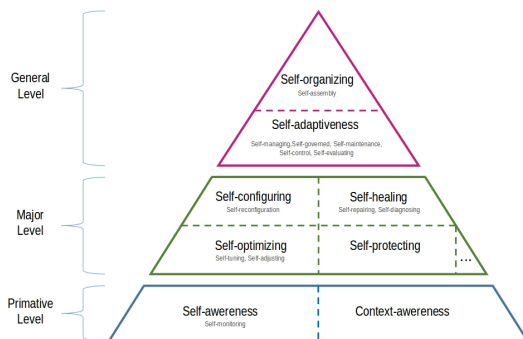 General
Level
Self-organizing
Self-assembly
Self-adaptiveness
Self-managing,Self-governed, Self-maintenance,
Self-control, Self-evaluating
Major
Level
Self-configuring
Self-reconfiguration
Self-healing
Self-repairing, Self-diagnosing
Self-optimizing
Self-tuning, Self-adjusting
Self-protecting
...
Primative
Level
Self-awereness
Self-monitoring
Context-awereness